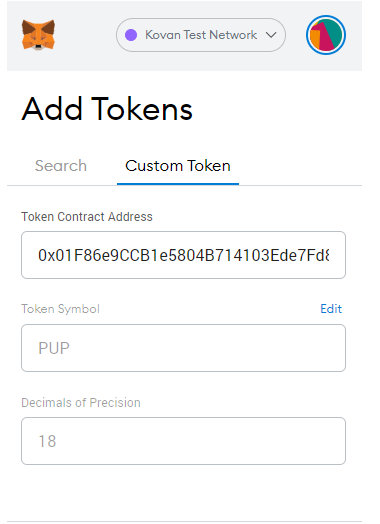 Kovan Test Network
Add Tokens
Search Custom Token
Token Contract Address
0x01F86e9CCB1e5804B714103Ede7Fd8
Token Symbol Edit
PUP
Decimals of Precision
18